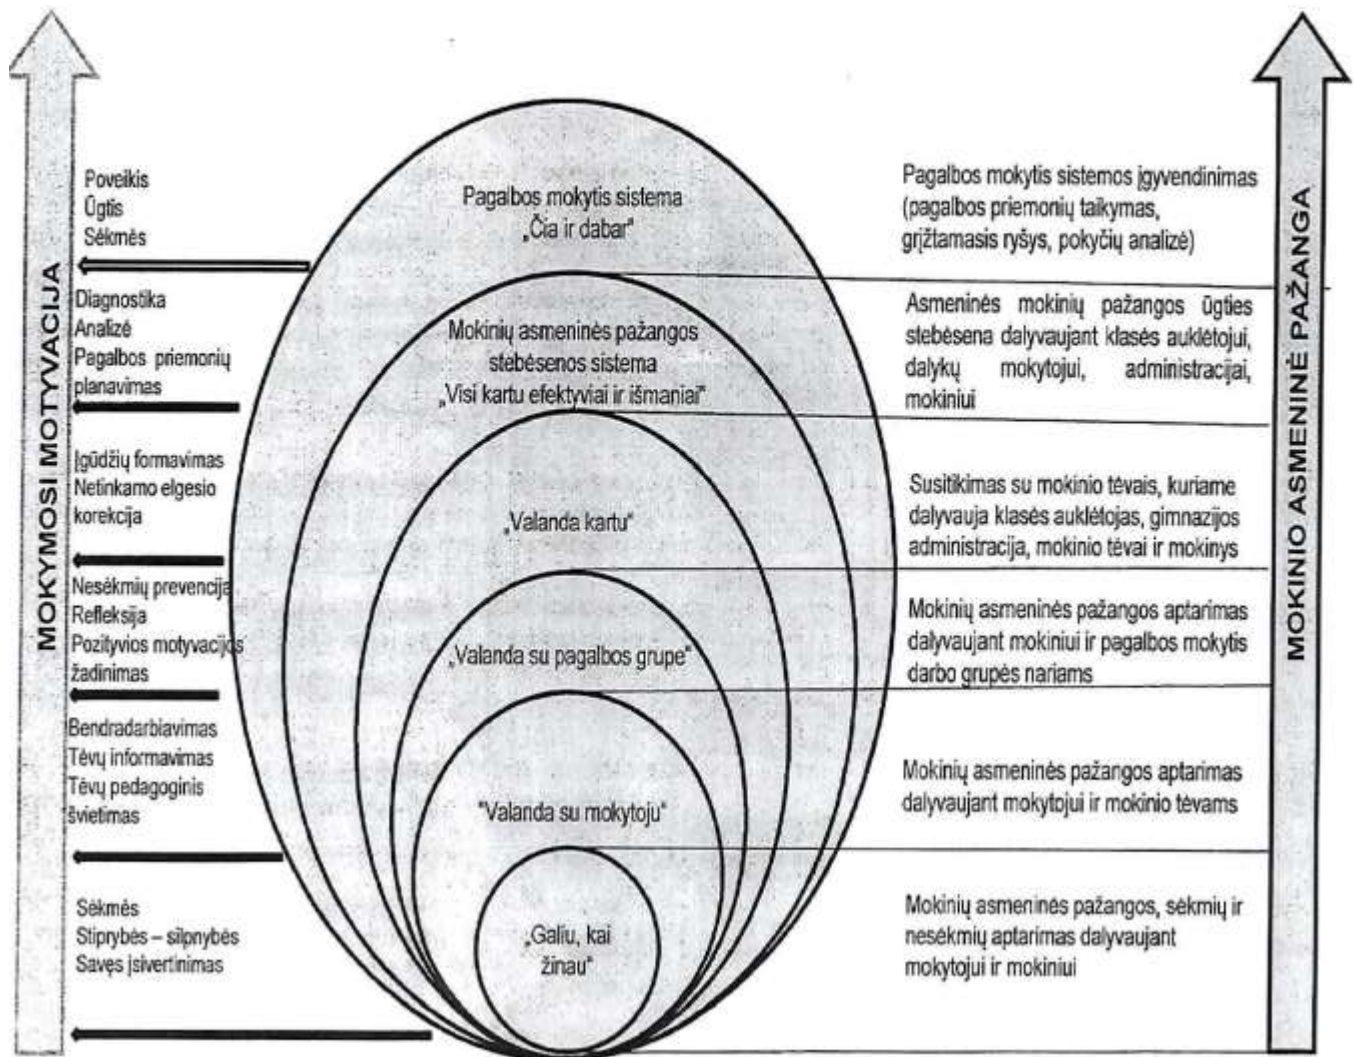 MOKYMOSI MOTYVACIJA
Poveikis
Ūgtis
Sėkmės
Diagnostika
Analizė
Pagalbos priemonių
planavimas
Įgūdžių formavimas
Netinkamo elgesio
korekcija
Nesėkmių prevencija
Refleksija
Pozityvios motyvacijos
žadinimas
Bendradarbiavimas
Tėvų informavimas
Tėvų pedagoginis
švietimas
Sėkmės
Stiprybės – silpnybės
Savęs įsivertinimas
Pagalbos mokytis sistema
„Čia ir dabar"
Mokinių asmeninės pažangos
stebėsenos sistema
„Visi kartu efektyviai ir išmaniai"
„Valanda kartu"
„Valanda su pagalbos grupe"
"Valanda su mokytoju"
„Galiu, kai
žinau"
Pagalbos mokytis sistemos įgyvendinimas
(pagalbos priemonių taikymas,
grįžtamasis ryšys, pokyčių analizė)
Asmeninės mokinių pažangos ūgties
stebėsena dalyvaujant klasės auklėtojui,
dalykų mokytojui, administracijai,
mokiniui
Susitikimas su mokinio tėvais, kuriame
dalyvauja klasės auklėtojas, gimnazijos
administracija, mokinio tėvai ir mokinys
Mokinių asmeninės pažangos aptarimas
dalyvaujant mokiniui ir pagalbos mokytis
darbo grupės nariams
Mokinių asmeninės pažangos aptarimas
dalyvaujant mokytojui ir mokinio tėvams
Mokinių asmeninės pažangos, sėkmių ir
nesėkmių aptarimas dalyvaujant
mokytojui ir mokiniui
MOKINIO ASMENINĖ PAŽANGA